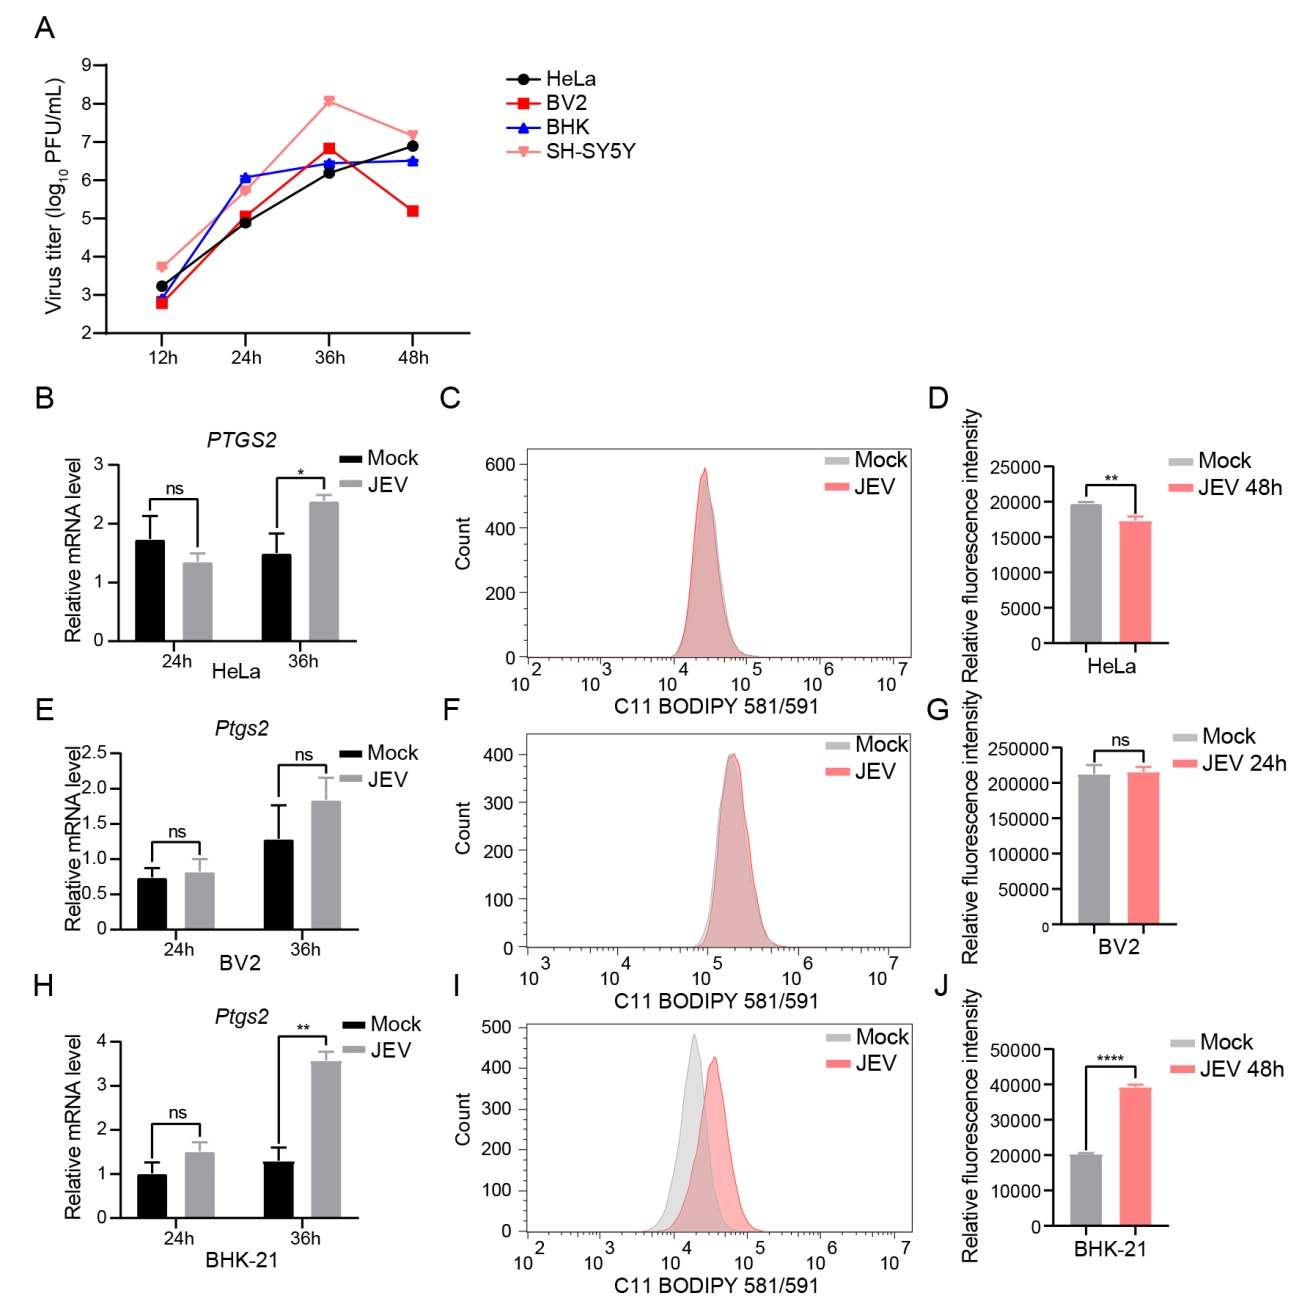 A
Virus titer (log10 PFU/mL)
9
8
7
6
5
4
3
2
12h 24h 36h 48h
HeLa
BV2
BHK
SH-SY5Y
B
PTGS2
Relative mRNA level
3
2
1
0
ns
*
Mock
JEV
24h 36h
HeLa
C
Count
600
400
200
0
Mock
JEV
10^2 10^3 10^4 10^5 10^6 10^7
C11 BODIPY 581/591
D
Relative fluorescence intensity
25000
20000
15000
10000
5000
0
**
Mock
JEV 48h
HeLa
E
Ptgs2
Relative mRNA level
2.5
2.0
1.5
1.0
0.5
0
ns
ns
Mock
JEV
24h 36h
BV2
F
Count
400
300
200
100
0
Mock
JEV
10^3 10^4 10^5 10^6 10^7
C11 BODIPY 581/591
G
Relative fluorescence intensity
250000
200000
150000
100000
50000
0
ns
Mock
JEV 24h
BV2
H
Ptgs2
Relative mRNA level
4
3
2
1
0
ns
**
Mock
JEV
24h 36h
BHK-21
I
Count
500
400
300
200
100
0
Mock
JEV
10^2 10^3 10^4 10^5 10^6 10^7
C11 BODIPY 581/591
J
Relative fluorescence intensity
50000
40000
30000
20000
10000
0
****
Mock
JEV 48h
BHK-21